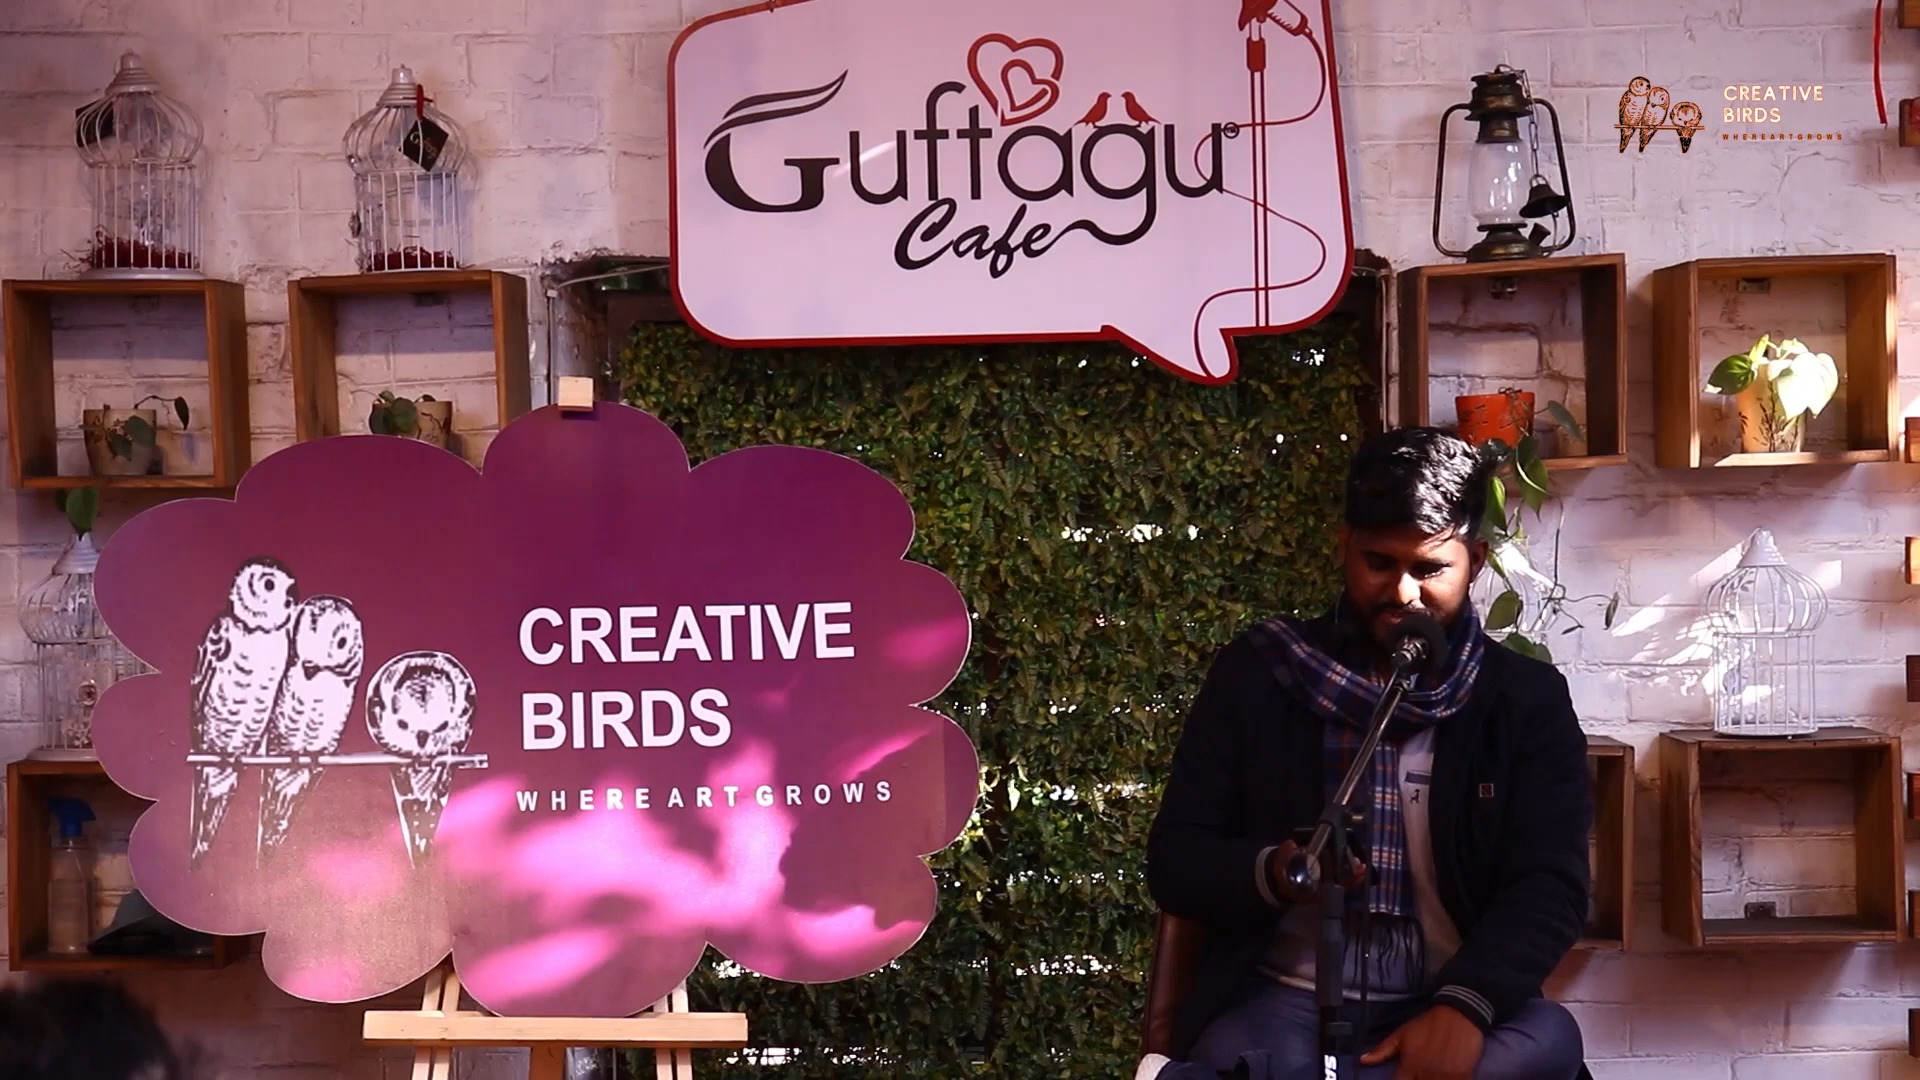 Guftagu
Cafe
CREATIVE
BIRDS
WHERE ART GROWS
CREATIVE
BIRDS
WHERE ART GROWS